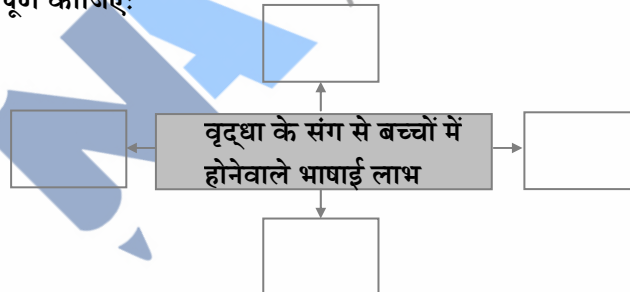 पूर्ण कीजिए:
वृद्धा के संग से बच्चों में
होनेवाले भाषाई लाभ